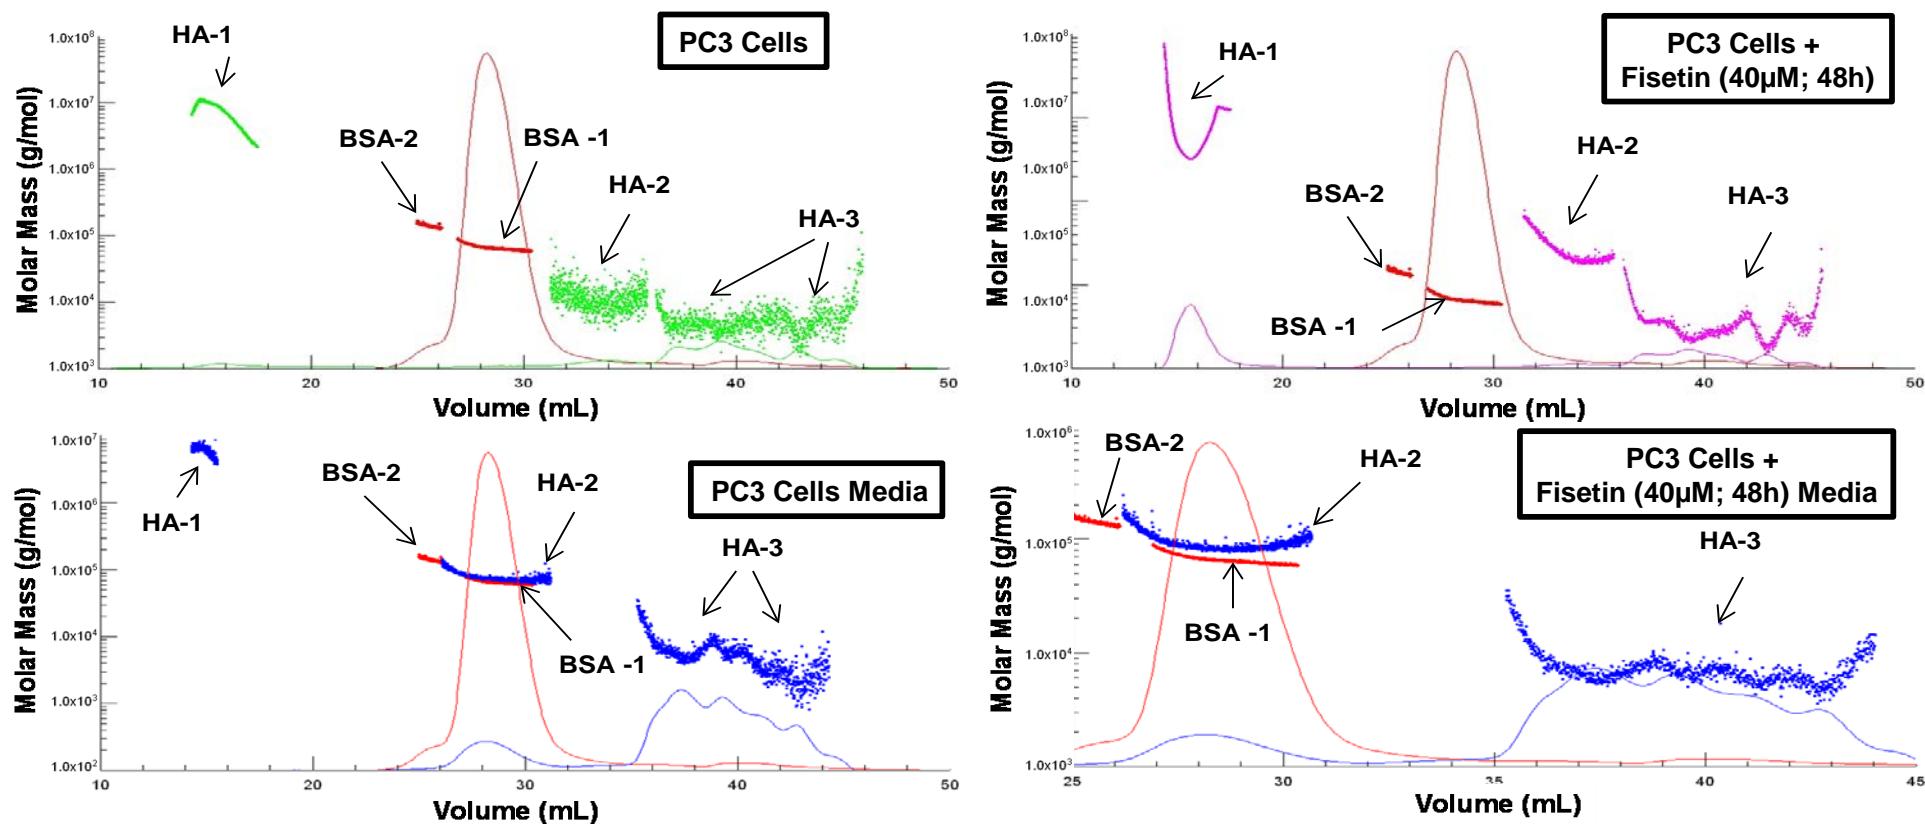 PC3 Cells
HA-1
BSA-2
BSA -1
HA-2
HA-3
Molar Mass (g/mol)
1.0x10⁸
1.0x10⁷
1.0x10⁶
1.0x10⁵
1.0x10⁴
1.0x10³
10 20 30 40 50
Volume (mL)
PC3 Cells +
Fisetin (40µM; 48h)
HA-1
HA-2
BSA-2
HA-3
BSA -1
Molar Mass (g/mol)
1.0x10⁸
1.0x10⁷
1.0x10⁶
1.0x10⁵
1.0x10⁴
1.0x10³
10 20 30 40 50
Volume (mL)
PC3 Cells Media
HA-1
BSA-2
HA-2
HA-3
BSA -1
Molar Mass (g/mol)
1.0x10⁷
1.0x10⁶
1.0x10⁵
1.0x10⁴
1.0x10³
1.0x10²
10 20 30 40 50
Volume (mL)
PC3 Cells +
Fisetin (40µM; 48h) Media
BSA-2
HA-2
HA-3
BSA -1
Molar Mass (g/mol)
1.0x10⁶
1.0x10⁵
1.0x10⁴
1.0x10³
25 30 35 40 45
Volume (mL)